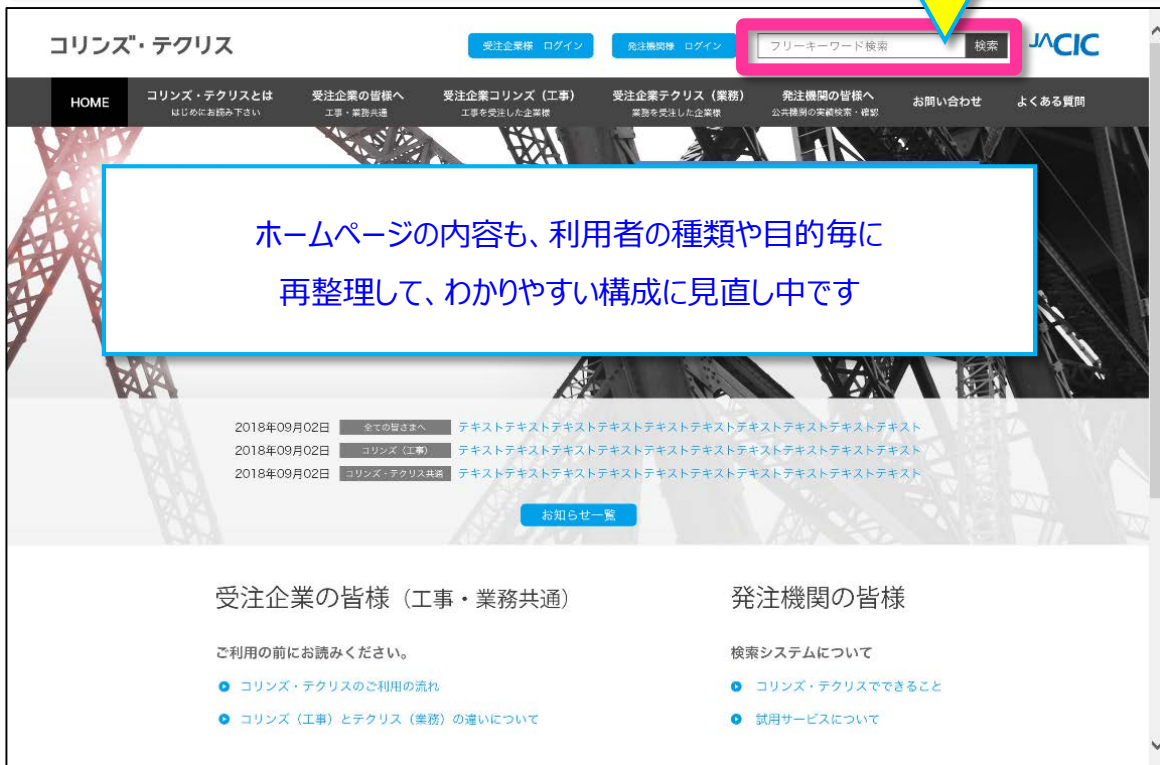 コリンズ・テクリス
受注企業様 ログイン
発注機関様 ログイン
フリーキーワード検索
検索
JACIC
HOME
コリンズ・テクリスとは
はじめにお読み下さい
受注企業の皆様へ
工事・業務共通
受注企業コリンズ（工事）
工事を受注した企業様
受注企業テクリス（業務）
業務を受注した企業様
発注機関の皆様へ
公共機関の実績検索・確認
お問い合わせ
よくある質問
ホームページの内容も、利用者の種類や目的毎に
再整理して、わかりやすい構成に見直し中です
2018年09月02日 全ての皆さまへ テキストテキストテキストテキストテキストテキストテキストテキストテキストテキスト
2018年09月02日 コリンズ（工事） テキストテキストテキストテキストテキストテキストテキストテキストテキストテキスト
2018年09月02日 コリンズ・テクリス共通 テキストテキストテキストテキストテキストテキストテキストテキストテキストテキスト
お知らせ一覧
受注企業の皆様（工事・業務共通）
ご利用の前にお読みください。
コリンズ・テクリスのご利用の流れ
コリンズ（工事）とテクリス（業務）の違いについて
発注機関の皆様
検索システムについて
コリンズ・テクリスでできること
試用サービスについて